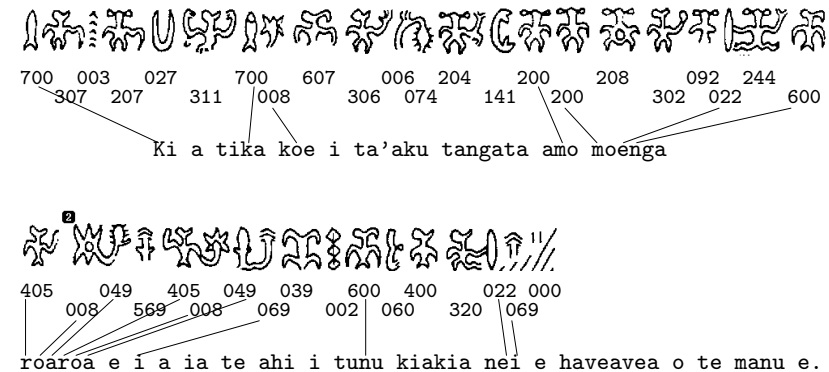 700 003 027 700 607 006 204 200 208 092 244
307 207 311 008 306 074 141 200 302 022 600
Ki a tika koe i ta'aku tangata amo moenga
2
405 049 405 049 039 600 400 022 000
008 569 008 069 002 060 320 069
roaroa e i a ia te ahi i tunu kiakia nei e haveavea o te manu e.